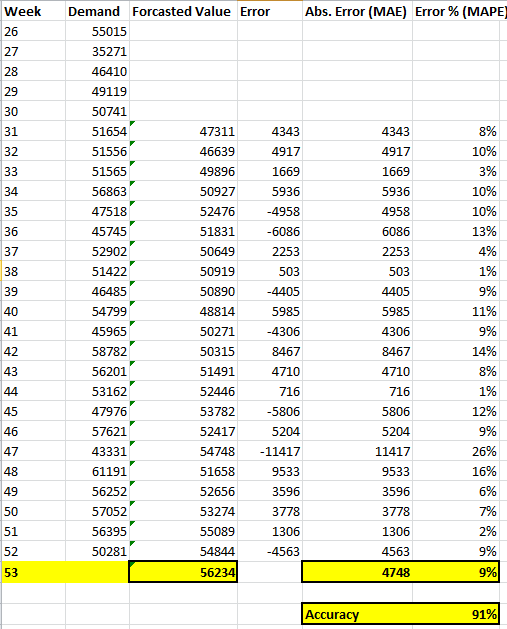 Week Demand Forcasted Value Error Abs. Error (MAE) Error % (MAPE)
26 55015
27 35271
28 46410
29 49119
30 50741
31 51654 47311 4343 4343 8%
32 51556 46639 4917 4917 10%
33 51565 49896 1669 1669 3%
34 56863 50927 5936 5936 10%
35 47518 52476 -4958 4958 10%
36 45745 51831 -6086 6086 13%
37 52902 50649 2253 2253 4%
38 51422 50919 503 503 1%
39 46485 50890 -4405 4405 9%
40 54799 48814 5985 5985 11%
41 45965 50271 -4306 4306 9%
42 58782 50315 8467 8467 14%
43 56201 51491 4710 4710 8%
44 53162 52446 716 716 1%
45 47976 53782 -5806 5806 12%
46 57621 52417 5204 5204 9%
47 43331 54748 -11417 11417 26%
48 61191 51658 9533 9533 16%
49 56252 52656 3596 3596 6%
50 57052 53274 3778 3778 7%
51 56395 55089 1306 1306 2%
52 50281 54844 -4563 4563 9%
53 56234 4748 9%
Accuracy 91%